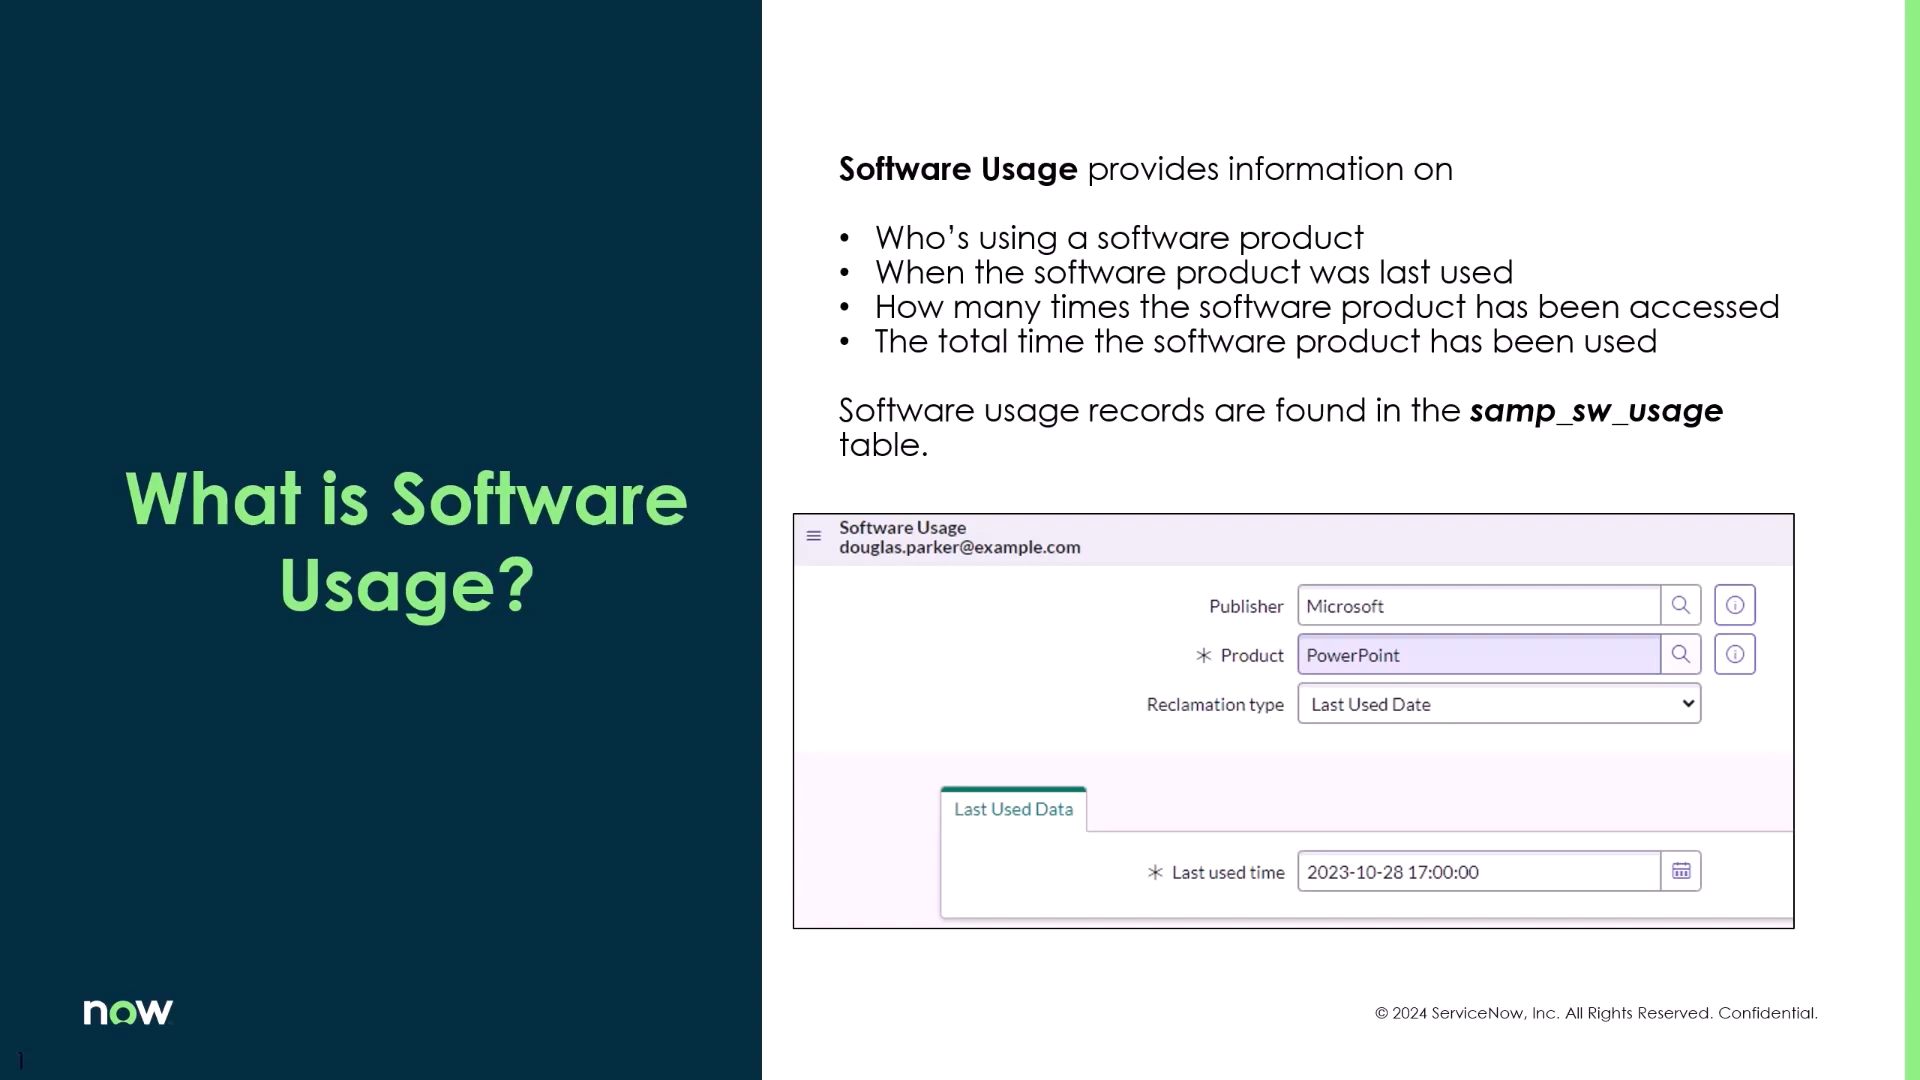 What is Software
Usage?
Software Usage provides information on
• Who’s using a software product
• When the software product was last used
• How many times the software product has been accessed
• The total time the software product has been used
Software usage records are found in the samp_sw_usage
table.
Software Usage
douglas.parker@example.com
Publisher Microsoft
* Product PowerPoint
Reclamation type Last Used Date
Last Used Data
* Last used time 2023-10-28 17:00:00
now
© 2024 ServiceNow, Inc. All Rights Reserved. Confidential.
1